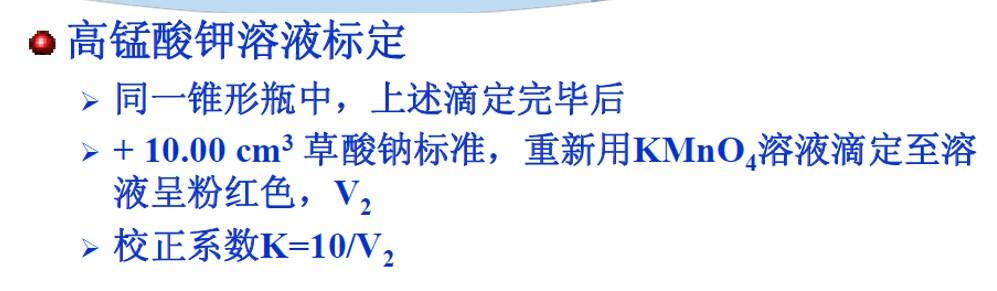 高锰酸钾溶液标定
同一锥形瓶中，上述滴定完毕后
+ 10.00 cm³ 草酸钠标准，重新用KMnO₄溶液滴定至溶
液呈粉红色，V₂
校正系数K=10/V₂